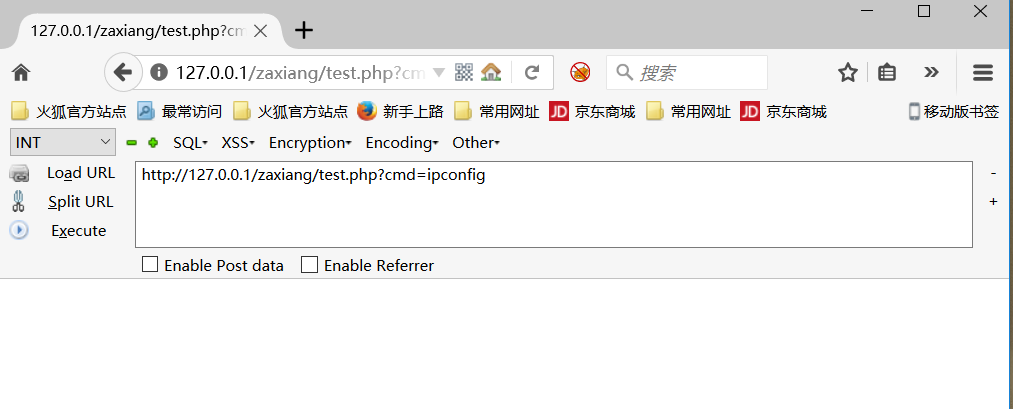 127.0.0.1/zaxiang/test.php?cm
127.0.0.1/zaxiang/test.php?cm 搜索
火狐官方站点 最常访问 火狐官方站点 新手上路 常用网址 JD 京东商城 常用网址 JD 京东商城 移动版书签
INT SQL XSS Encryption Encoding Other
Load URL http://127.0.0.1/zaxiang/test.php?cmd=ipconfig -
Split URL +
Execute
Enable Post data Enable Referrer